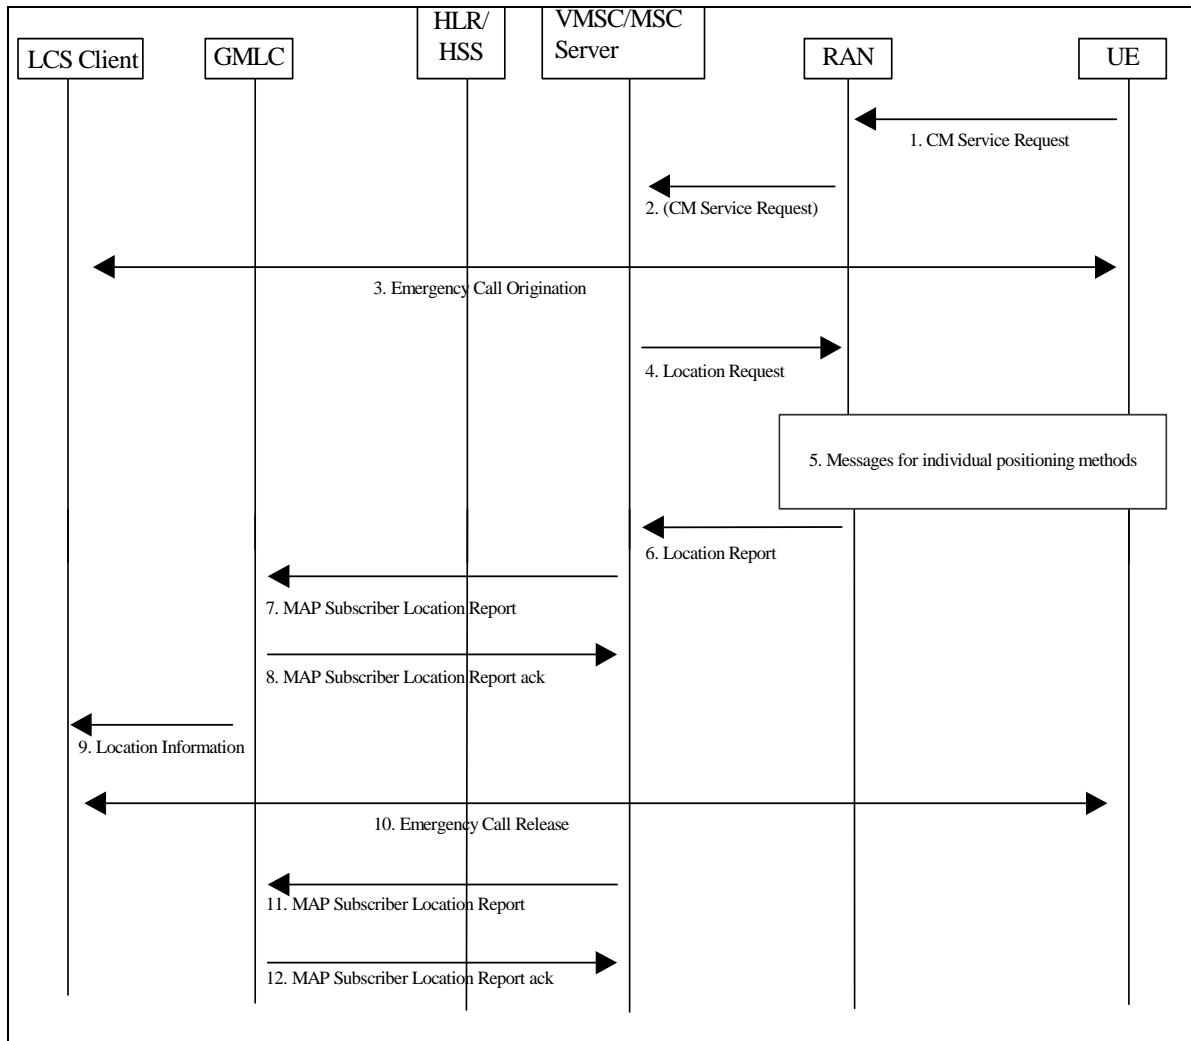 HLR/
HSS
VMSC/MSC
Server
LCS Client
GMLC
RAN
UE
1. CM Service Request
2. (CM Service Request)
3. Emergency Call Origination
4. Location Request
5. Messages for individual positioning methods
6. Location Report
7. MAP Subscriber Location Report
8. MAP Subscriber Location Report ack
9. Location Information
10. Emergency Call Release
11. MAP Subscriber Location Report
12. MAP Subscriber Location Report ack